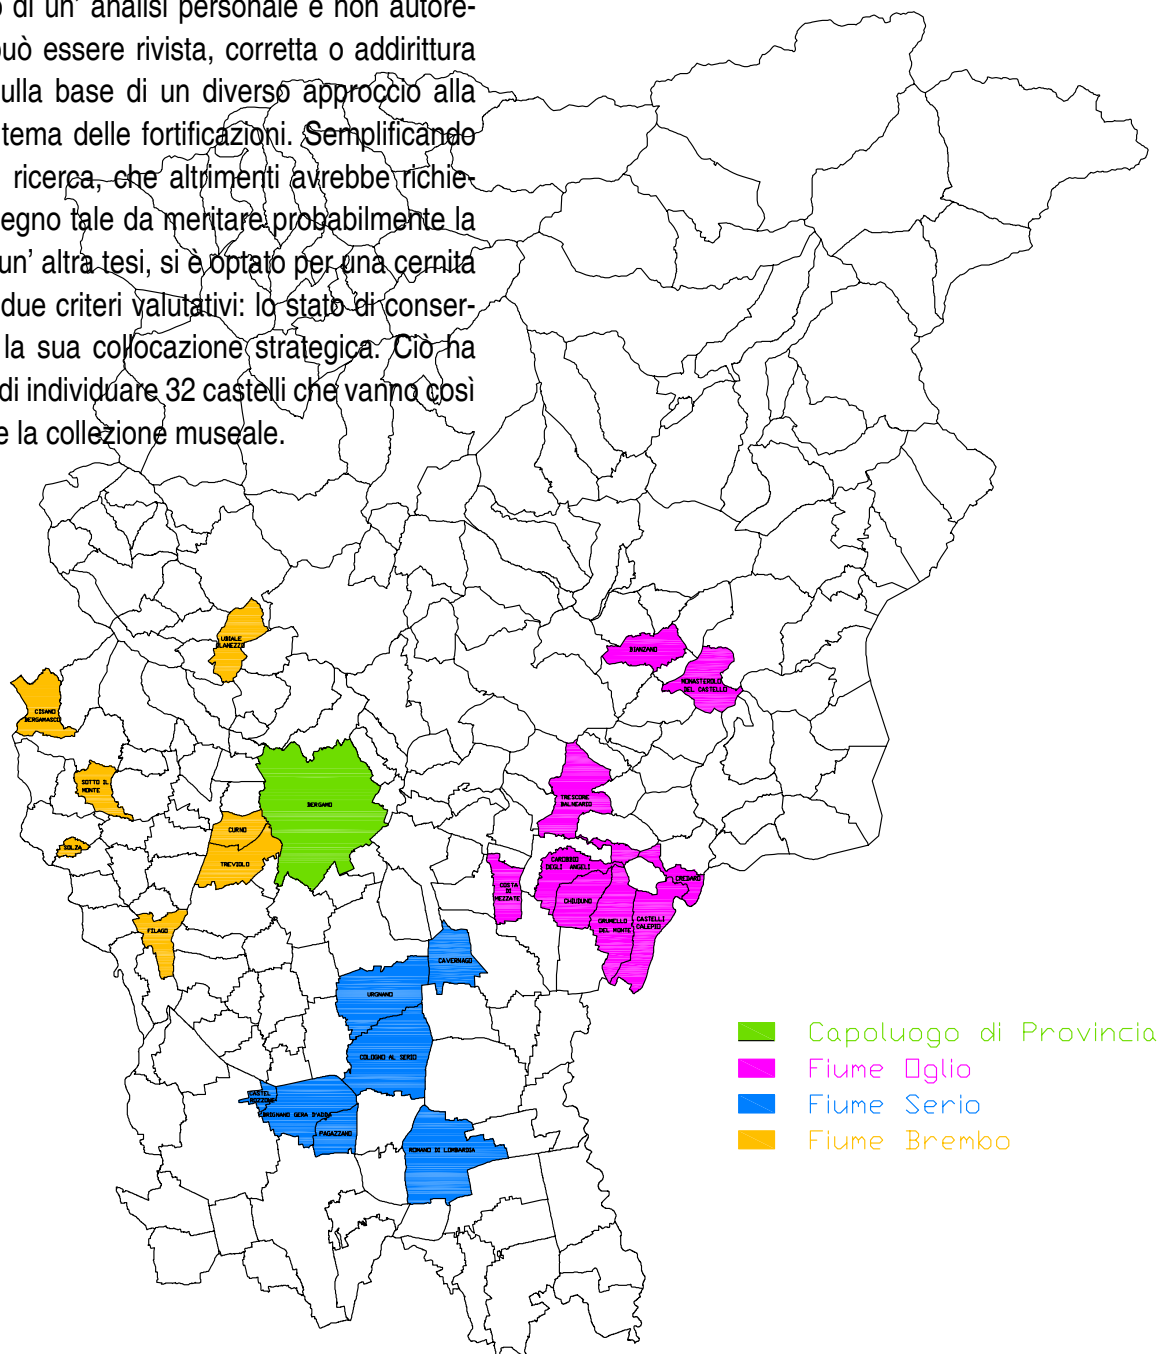 di un' analisi personale e non autore-
può essere rivista, corretta o addirittura
sulla base di un diverso approccio alla
tema delle fortificazioni. Semplificando
ricerca, che altrimenti avrebbe richie-
egno tale da meritare probabilmente la
un' altra tesi, si è optato per una cernita
due criteri valutativi: lo stato di conser-
la sua collocazione strategica. Ciò ha
di individuare 32 castelli che vanno così
e la collezione museale.
UBIALE
CLANEZZO
BIANZANO
MONASTEROLO
DEL CASTELLO
CISANO
BERGAMASCO
SOTTO IL
MONTE
BERGAMO
TRESCORE
BALNEARIO
CURNO
SOLZA
TREVIOLO
CAROBBIO
DEGLI ANGELI
CREDARO
COSTA
DI
MEZZATE
CHIUDUNO
GRUMELLO
DEL MONTE
CASTELLI
CALEPIO
FILAGO
CAVERNAGO
URGNANO
COLOGNO AL SERIO
CASTEL
ROZZONE
BRIGNANO GERA D'ADDA
PAGAZZANO
ROMANO DI LOMBARDIA
Capoluogo di Provincia
Fiume Oglio
Fiume Serio
Fiume Brembo